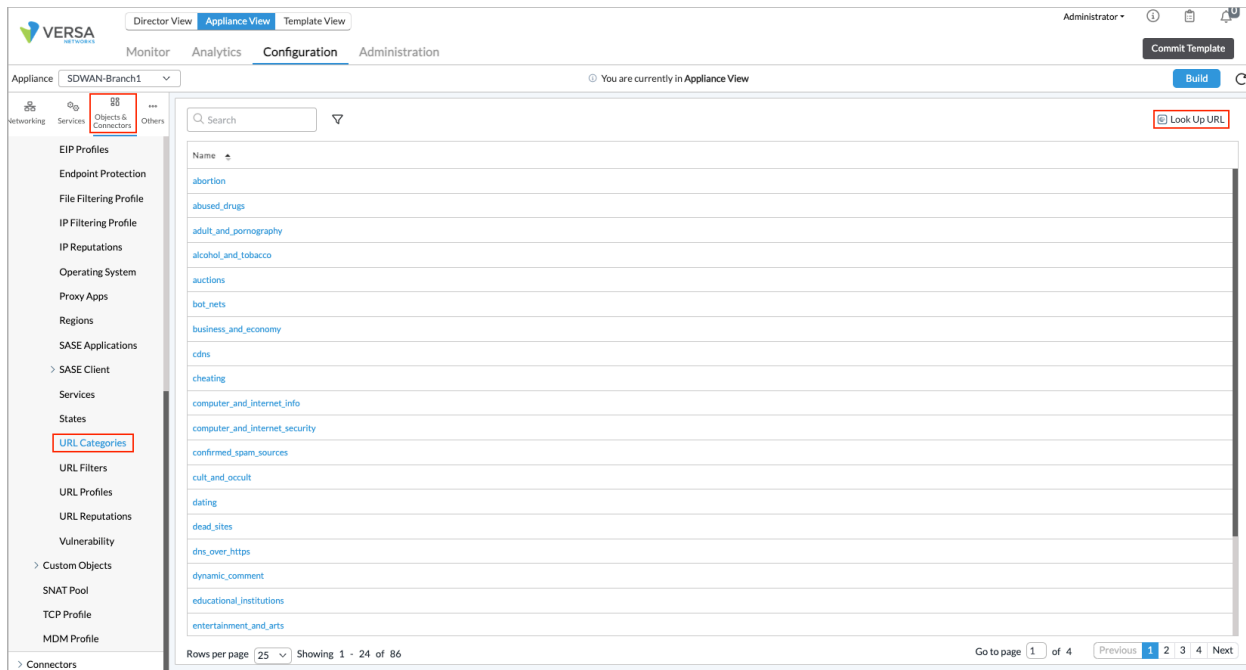 VERSA
NETWORKS
Director View Appliance View Template View
Administrator
0
Monitor Analytics Configuration Administration
Commit Template
Appliance SDWAN-Branch1
You are currently in Appliance View
Build
Networking Services Objects & Connectors Others
Search
Look Up URL
EIP Profiles
Endpoint Protection
File Filtering Profile
IP Filtering Profile
IP Reputations
Operating System
Proxy Apps
Regions
SASE Applications
SASE Client
Services
States
URL Categories
URL Filters
URL Profiles
URL Reputations
Vulnerability
Custom Objects
SNAT Pool
TCP Profile
MDM Profile
Connectors
Name
abortion
abused_drugs
adult_and_pornography
alcohol_and_tobacco
auctions
bot_nets
business_and_economy
cdns
cheating
computer_and_internet_info
computer_and_internet_security
confirmed_spam_sources
cult_and_occult
dating
dead_sites
dns_over_https
dynamic_comment
educational_institutions
entertainment_and_arts
Rows per page 25 Showing 1 - 24 of 86
Go to page 1 of 4 Previous 1 2 3 4 Next